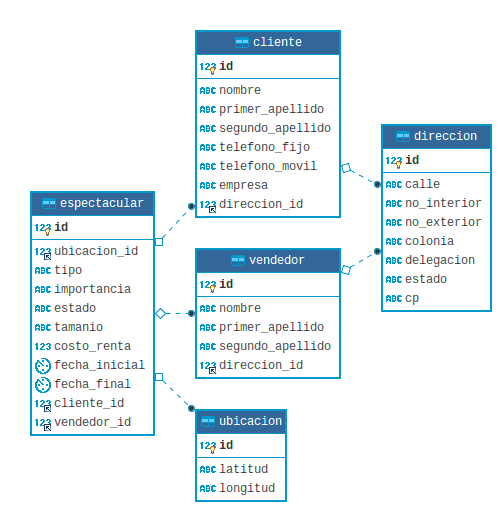 cliente
123 id
ABC nombre
ABC primer_apellido
ABC segundo_apellido
ABC telefono_fijo
ABC telefono_movil
ABC empresa
123 direccion_id
direccion
123 id
ABC calle
ABC no_interior
ABC no_exterior
ABC colonia
ABC delegacion
ABC estado
ABC cp
espectacular
123 id
123 ubicacion_id
ABC tipo
ABC importancia
ABC estado
ABC tamanio
123 costo_renta
fecha_inicial
fecha_final
123 cliente_id
123 vendedor_id
vendedor
123 id
ABC nombre
ABC primer_apellido
ABC segundo_apellido
123 direccion_id
ubicacion
123 id
ABC latitud
ABC longitud